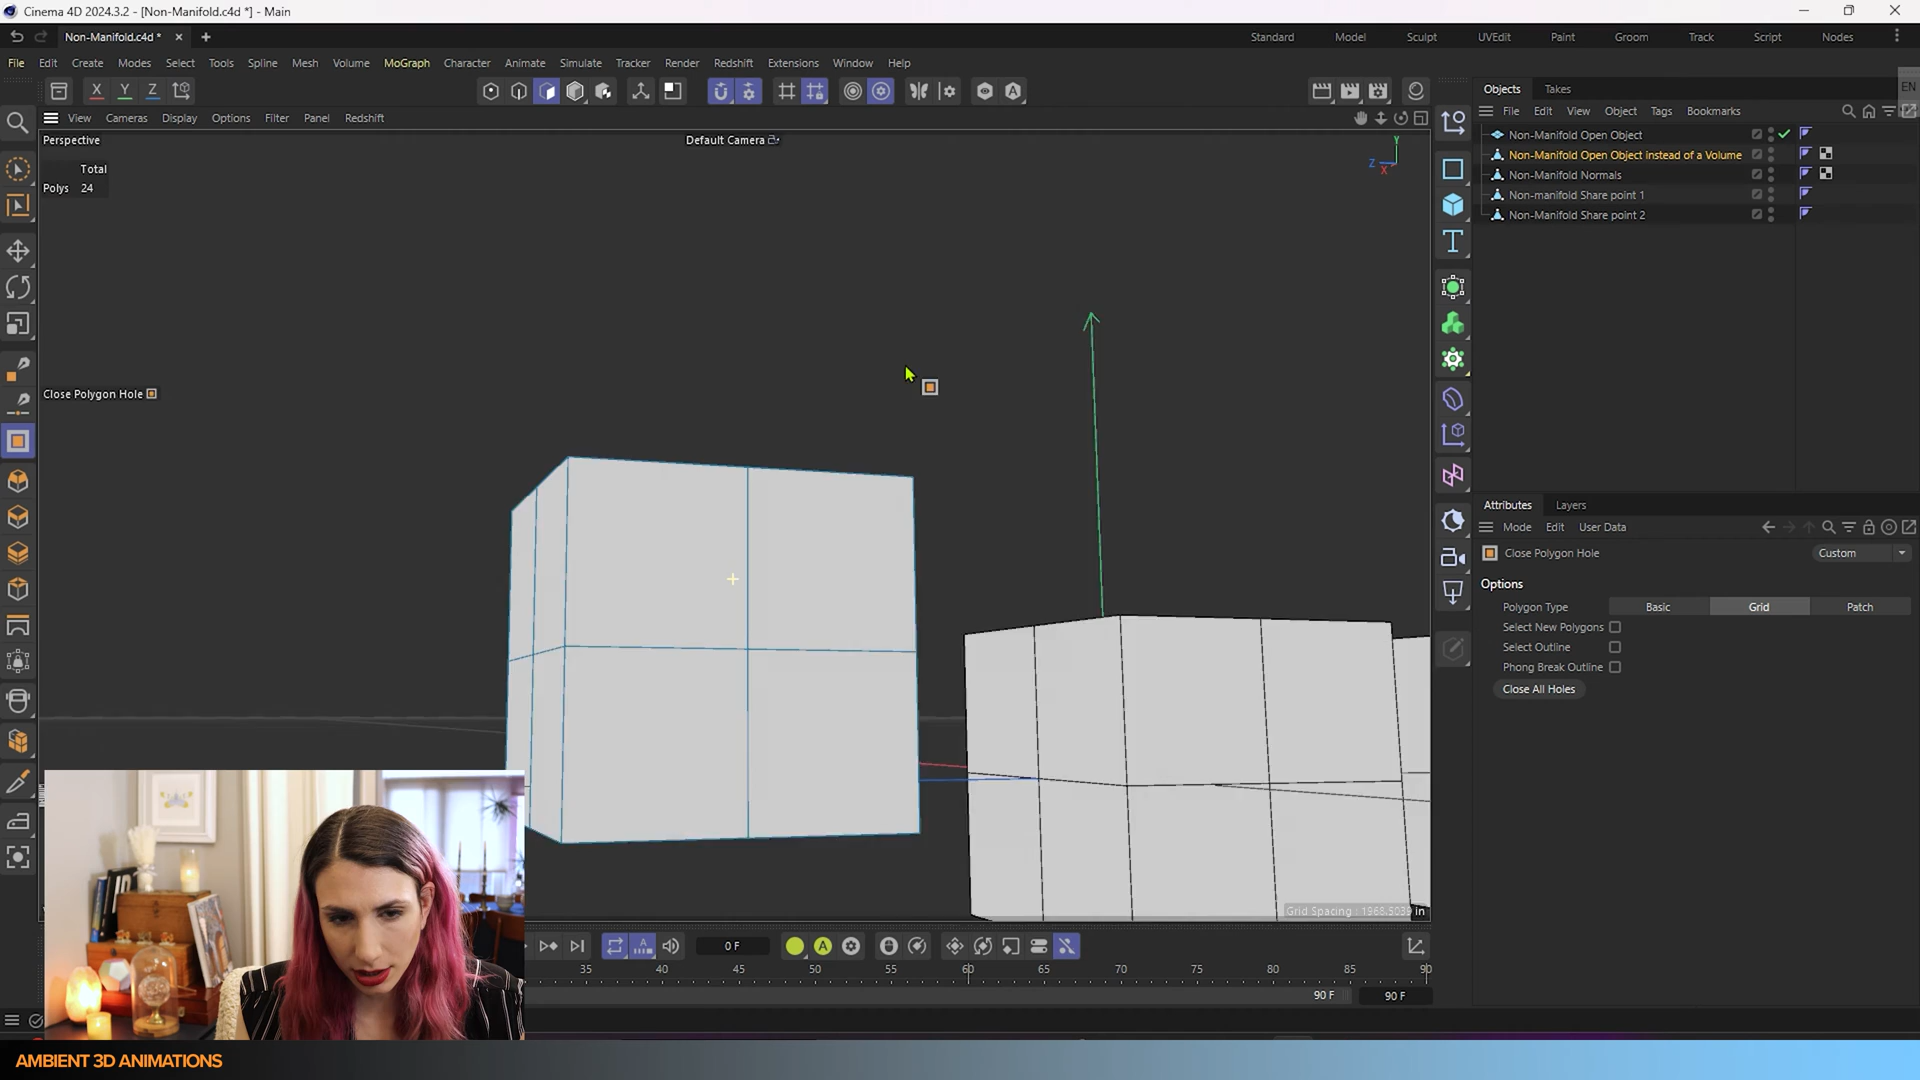 Cinema 4D 2024.3.2 - [Non-Manifold.c4d *] - Main
Non-Manifold.c4d *
Standard Model Sculpt UVEdit Paint Groom Track Script Nodes
File Edit Create Modes Select Tools Spline Mesh Volume MoGraph Character Animate Simulate Tracker Render Redshift Extensions Window Help
X Y Z
Objects Takes
EN
View Cameras Display Options Filter Panel Redshift
File Edit View Object Tags Bookmarks
Perspective
Default Camera
Y
Z
X
Total
Polys 24
Non-Manifold Open Object
Non-Manifold Open Object instead of a Volume
Non-Manifold Normals
Non-manifold Share point 1
Non-Manifold Share point 2
Close Polygon Hole
Attributes Layers
Mode Edit User Data
Close Polygon Hole
Custom
Options
Polygon Type Basic Grid Patch
Select New Polygons
Select Outline
Phong Break Outline
Close All Holes
Grid Spacing : 1968.5039 in
0 F
35 40 45 50 55 60 65 70 75 80 85 90
90 F 90 F
AMBIENT 3D ANIMATIONS